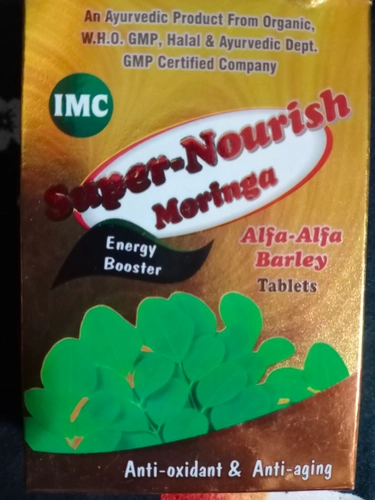 An Ayurvedic Product From Organic,
W.H.O. GMP, Halal & Ayurvedic Dept.
GMP Certified Company
IMC
Super-Nourish
Moringa
Energy
Booster
Alfa-Alfa
Barley
Tablets
Anti-oxidant & Anti-aging